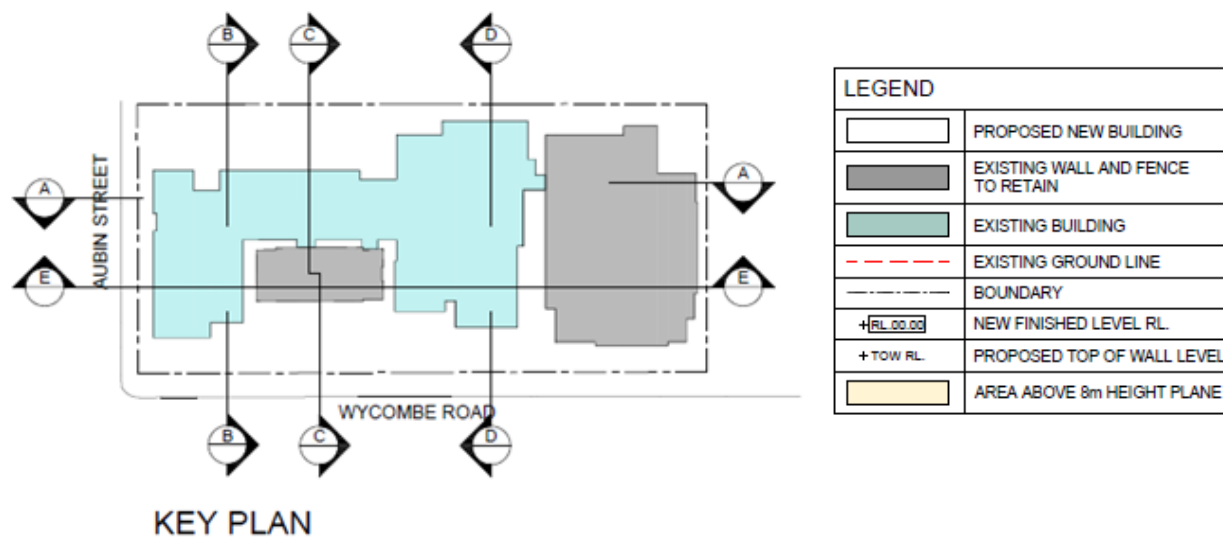 B
C
D
A
A
AUBIN STREET
E
E
WYCOMBE ROAD
B
C
D
KEY PLAN
LEGEND
PROPOSED NEW BUILDING
EXISTING WALL AND FENCE
TO RETAIN
EXISTING BUILDING
EXISTING GROUND LINE
BOUNDARY
+RL.00.00 NEW FINISHED LEVEL RL.
+ TOW RL. PROPOSED TOP OF WALL LEVEL
AREA ABOVE 8m HEIGHT PLANE